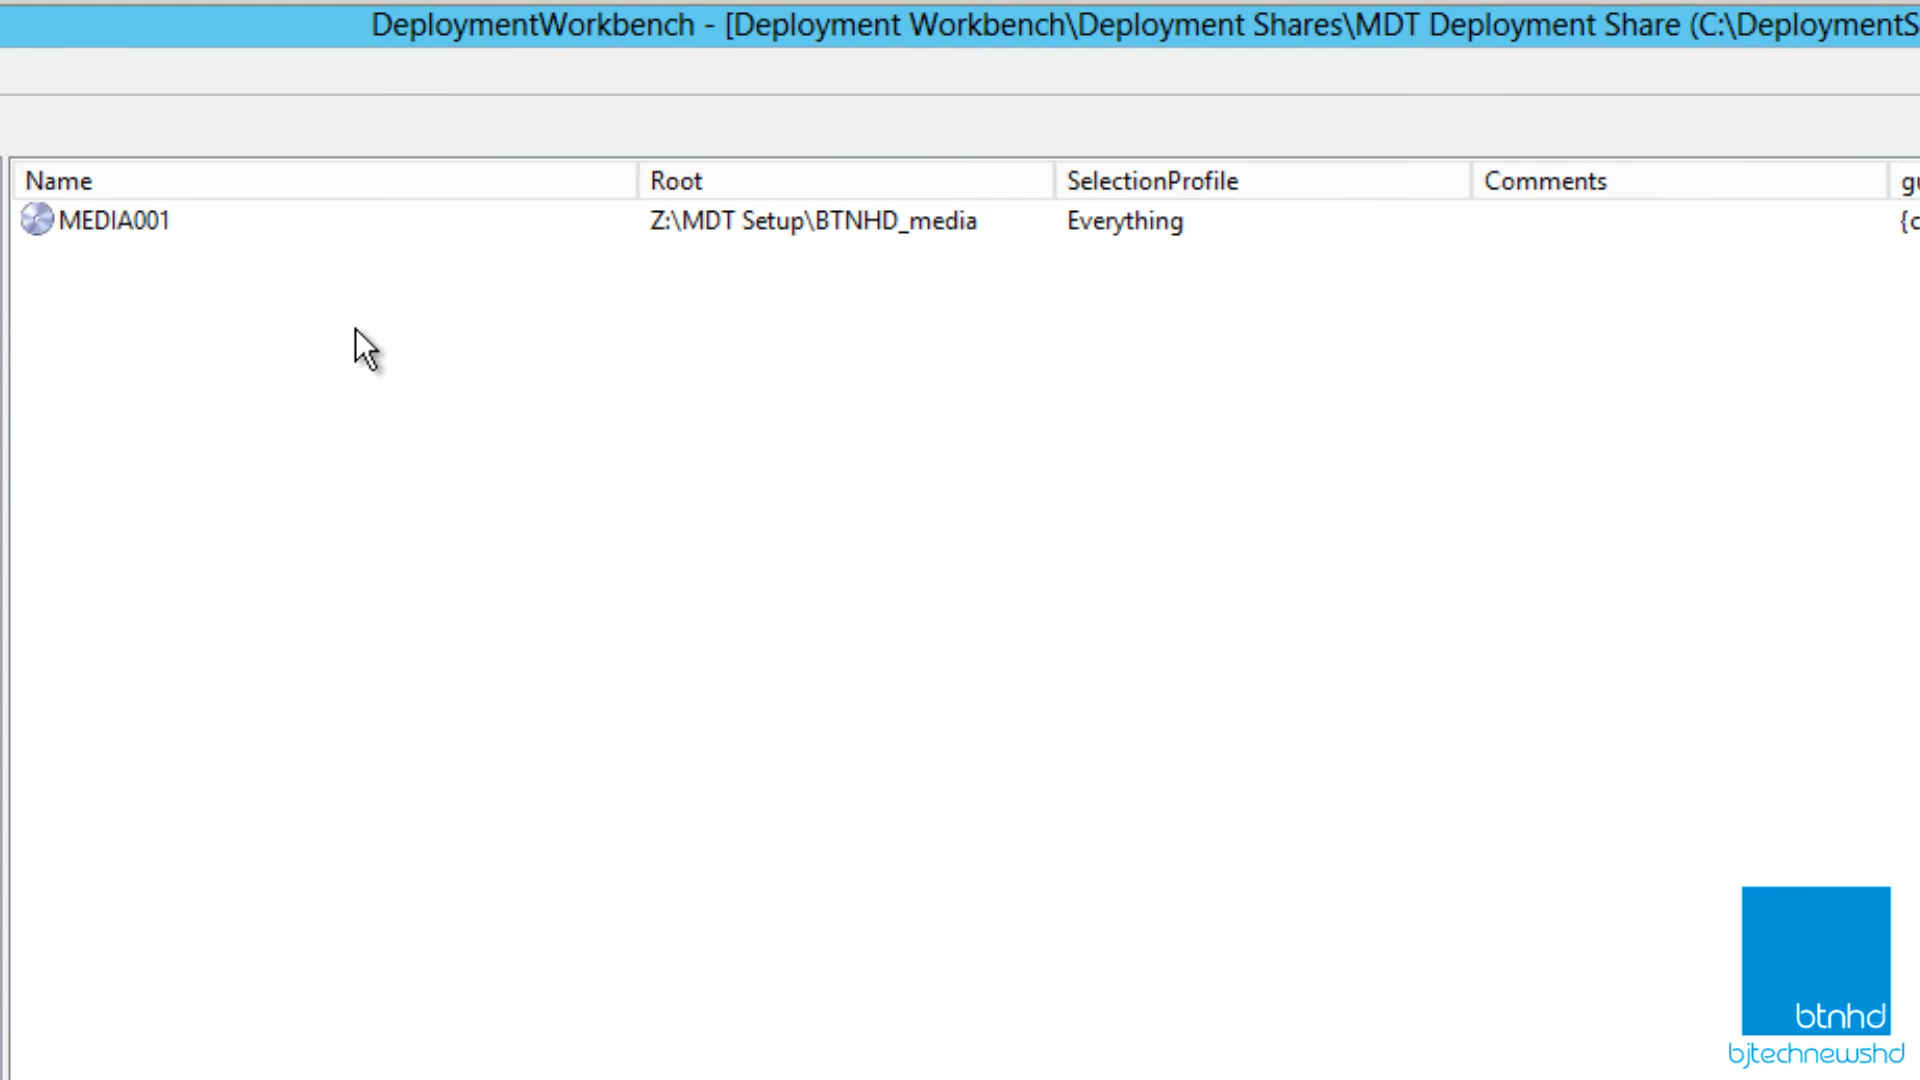 DeploymentWorkbench - [Deployment Workbench\Deployment Shares\MDT Deployment Share (C:\DeploymentS
Name Root SelectionProfile Comments gu
MEDIA001 Z:\MDT Setup\BTNHD_media Everything {c
btnhd
bjtechnewshd